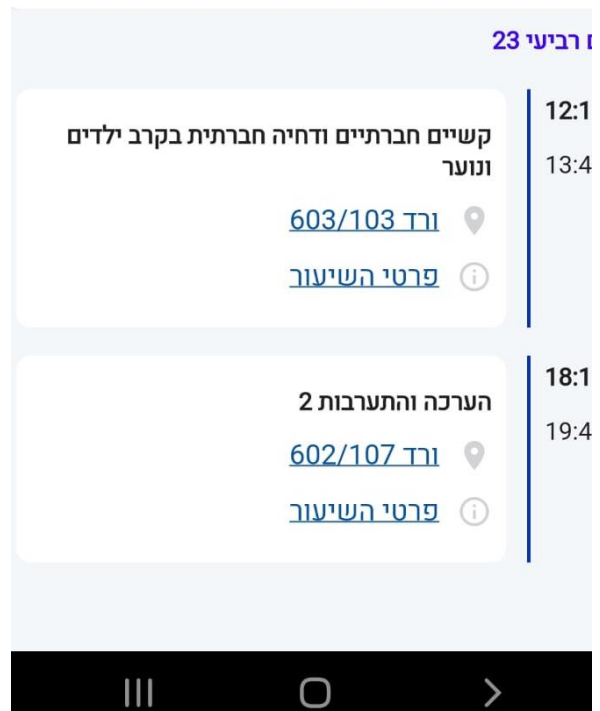 רביעי 23
12:1
קשיים חברתיים ודחיה חברתית בקרב ילדים
ונוער
13:4
ורד 603/103
פרטי השיעור
18:1
הערכה והתערבות 2
19:4
ורד 602/107
פרטי השיעור